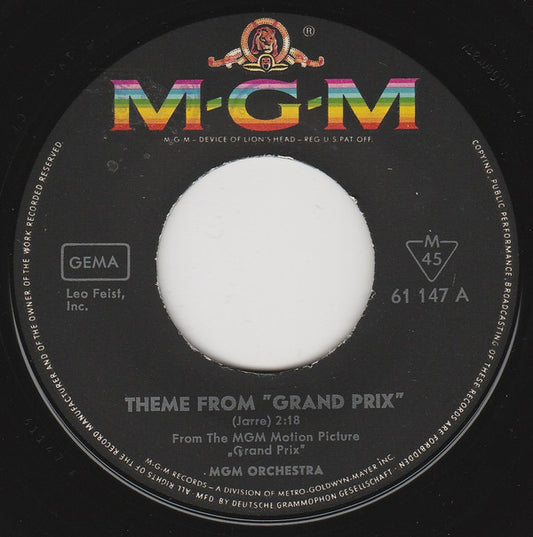 ®
M-G-M
M-G-M – DEVICE OF LION'S HEAD – REG. U.S. PAT. OFF.
GEMA
Leo Feist,
Inc.
M
45
61 147 A
THEME FROM "GRAND PRIX"
(Jarre) 2:18
From The MGM Motion Picture
„Grand Prix"
MGM ORCHESTRA
M-G-M RECORDS – A DIVISION OF METRO-GOLDWYN-MAYER INC.
MFD BY DEUTSCHE GRAMMOPHON GESELLSCHAFT.
ALL RIGHTS OF THE RECORD MANUFACTURER AND OF THE OWNER OF THE WORK RECORDED RESERVED.
COPYING, PUBLIC PERFORMANCE, BROADCASTING OF THESE RECORDS ARE FORBIDDEN